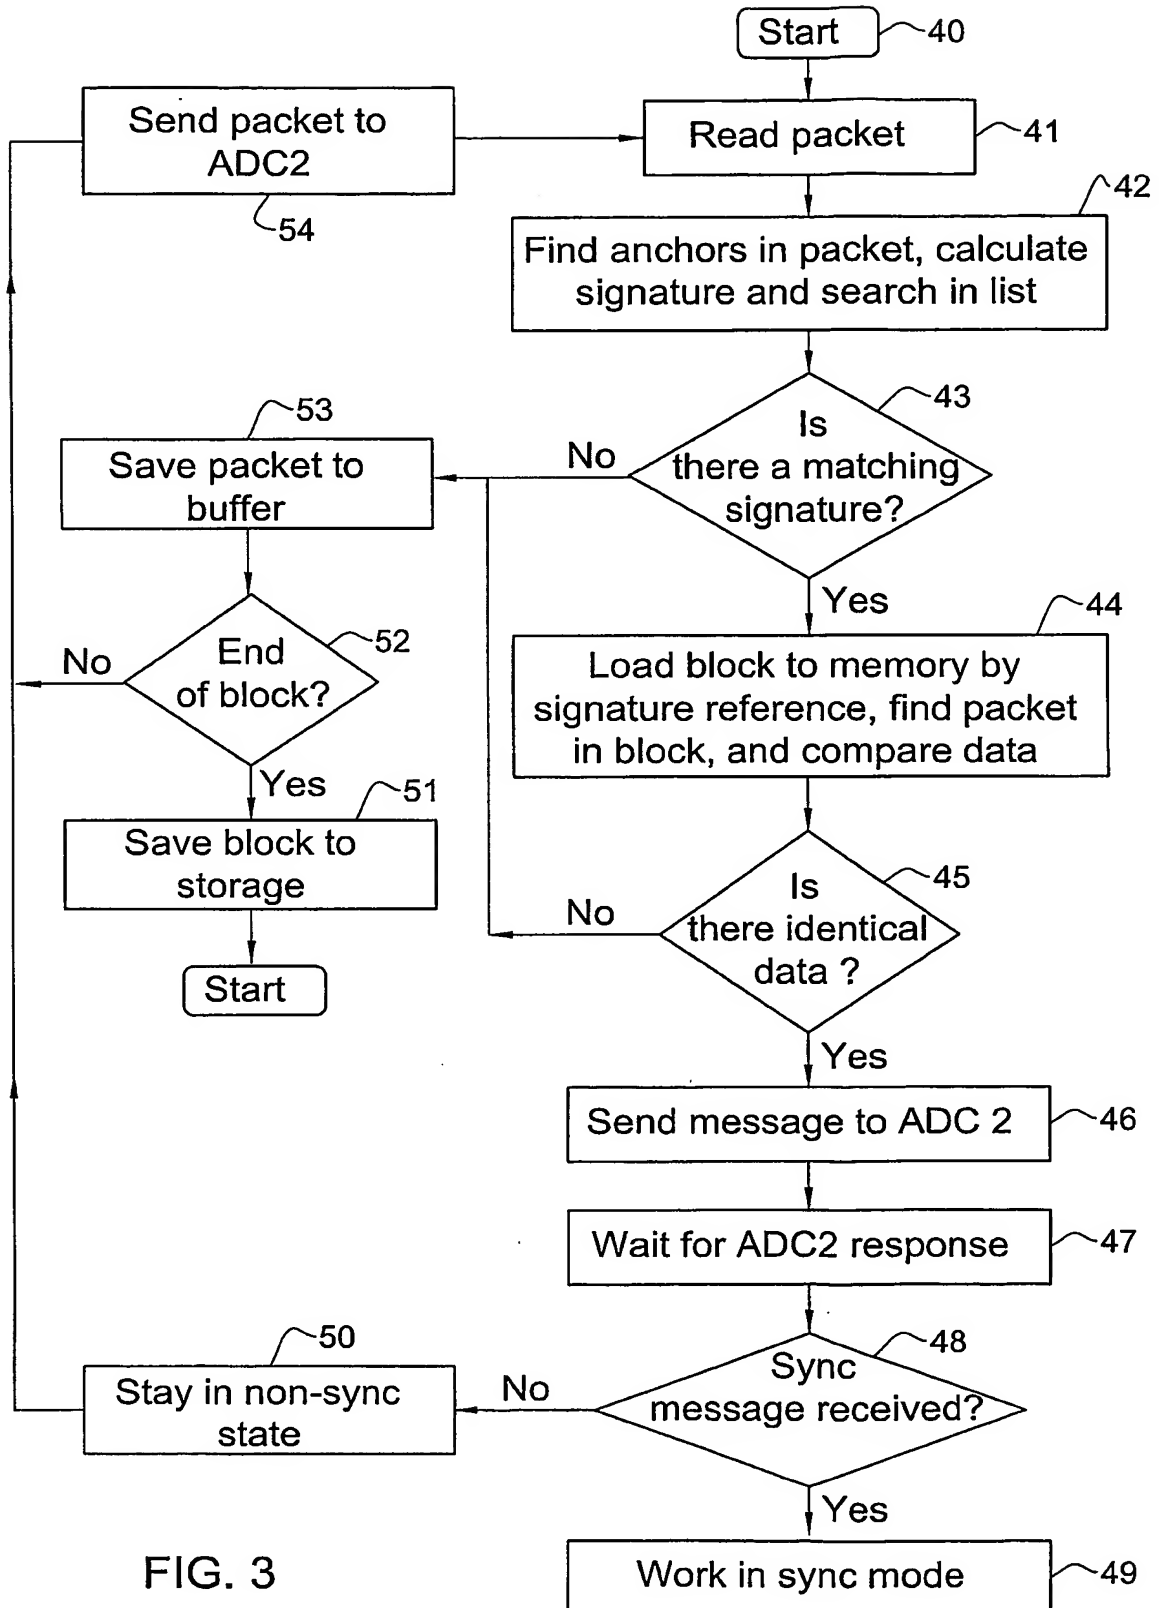 Start
40
Send packet to
ADC2
54
Read packet
41
42
Find anchors in packet, calculate
signature and search in list
43
Is
there a matching
signature?
No
Yes
53
Save packet to
buffer
52
End
of block?
No
Yes
51
Save block to
storage
Start
44
Load block to memory by
signature reference, find packet
in block, and compare data
45
Is
there identical
data ?
No
Yes
Send message to ADC 2
46
Wait for ADC2 response
47
48
Sync
message received?
No
Yes
50
Stay in non-sync
state
Work in sync mode
49
FIG. 3